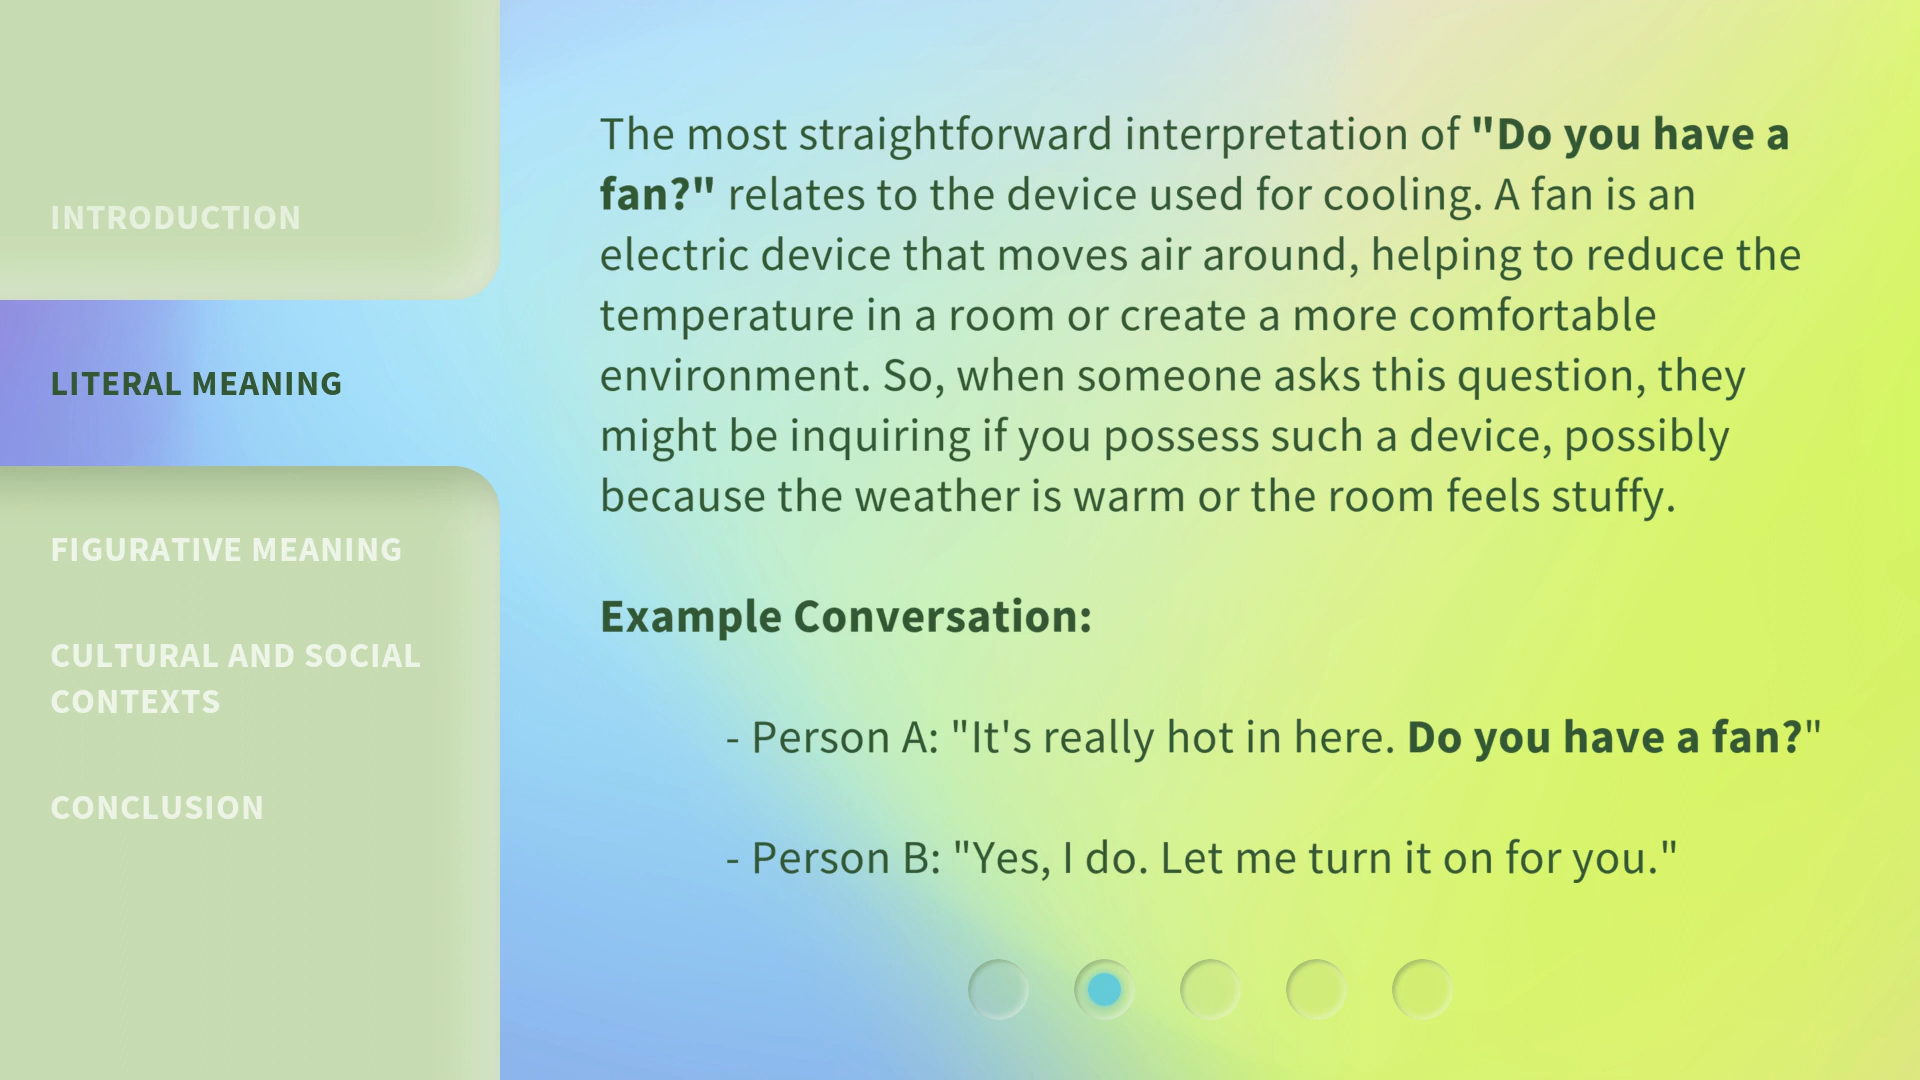 INTRODUCTION
LITERAL MEANING
FIGURATIVE MEANING
CULTURAL AND SOCIAL
CONTEXTS
CONCLUSION
The most straightforward interpretation of "Do you have a
fan?" relates to the device used for cooling. A fan is an
electric device that moves air around, helping to reduce the
temperature in a room or create a more comfortable
environment. So, when someone asks this question, they
might be inquiring if you possess such a device, possibly
because the weather is warm or the room feels stuffy.
Example Conversation:
- Person A: "It's really hot in here. Do you have a fan?"
- Person B: "Yes, I do. Let me turn it on for you."